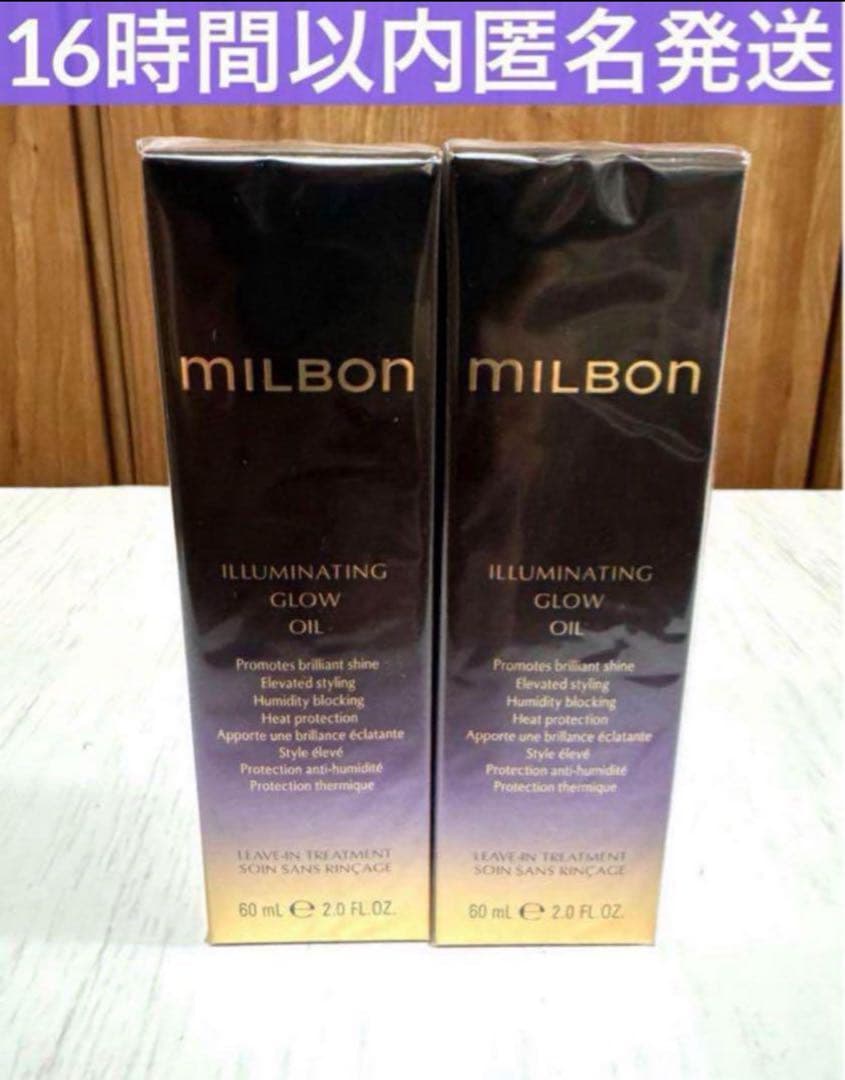 16時間以内匿名発送
MILBON
ILLUMINATING
GLOW
OIL
Promotes brilliant shine
Elevated styling
Humidity blocking
Heat protection
Apporte une brillance éclatante
Style élevé
Protection anti-humidité
Protection thermique
LEAVE-IN TREATMENT
SOIN SANS RINÇAGE
60 mL ℮ 2.0 FL.OZ.
MILBON
ILLUMINATING
GLOW
OIL
Promotes brilliant shine
Elevated styling
Humidity blocking
Heat protection
Apporte une brillance éclatante
Style élevé
Protection anti-humidité
Protection thermique
LEAVE-IN TREATMENT
SOIN SANS RINÇAGE
60 mL ℮ 2.0 FL.OZ.